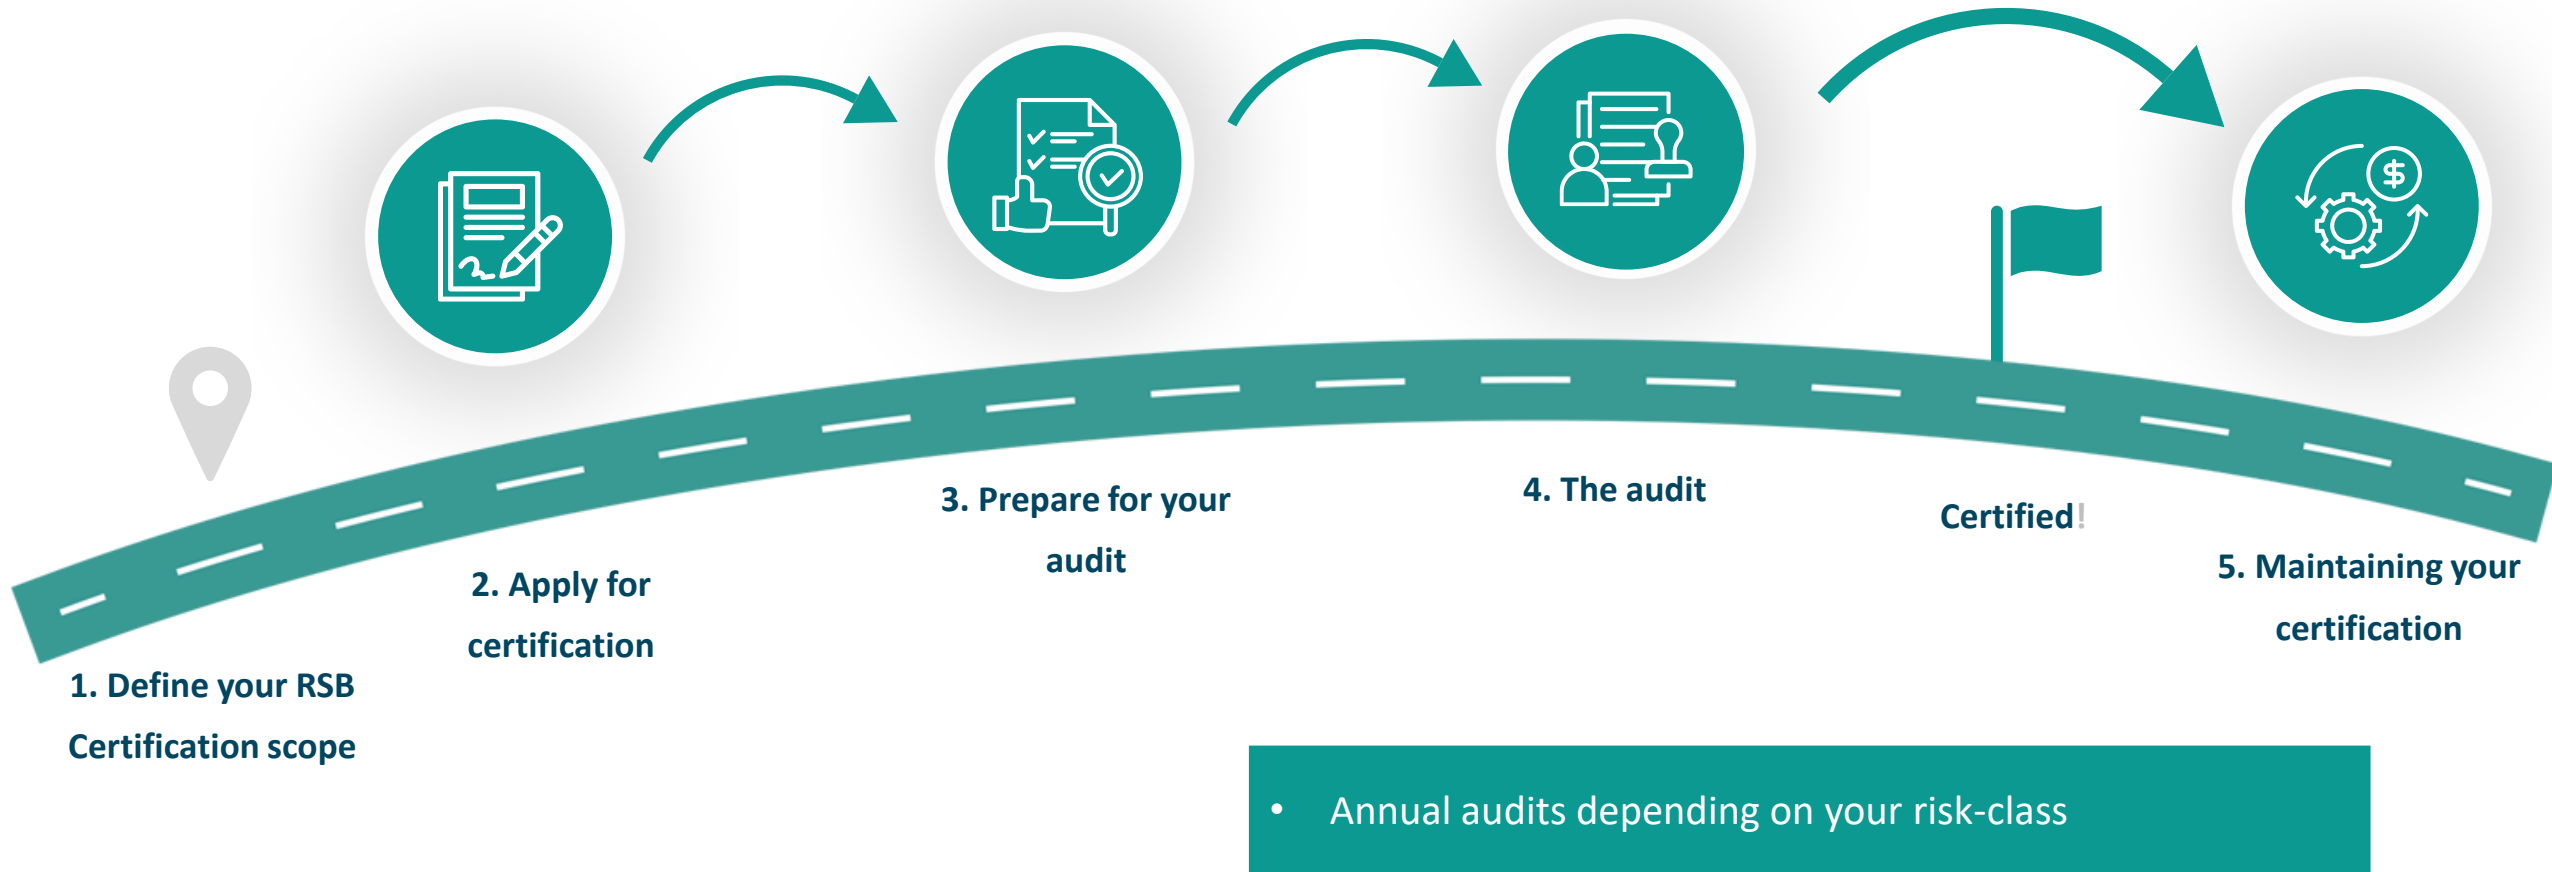 1. Define your RSB
Certification scope
2. Apply for
certification
3. Prepare for your
audit
4. The audit
Certified!
5. Maintaining your
certification
$
• Annual audits depending on your risk-class